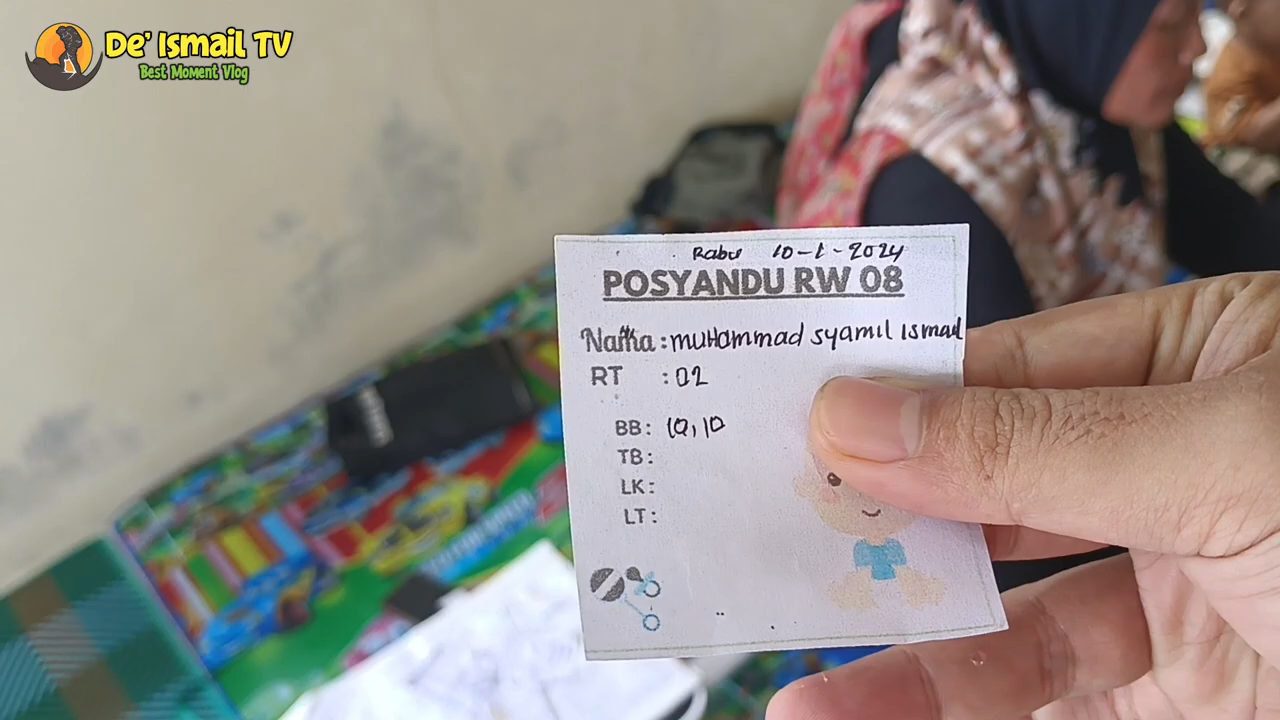 De' Ismail TV
Best Moment Vlog
Rabu 10-1-2024
POSYANDU RW 08
Nama : muHammad syamil ismail
RT : 02
BB : 10,10
TB :
LK :
LT :